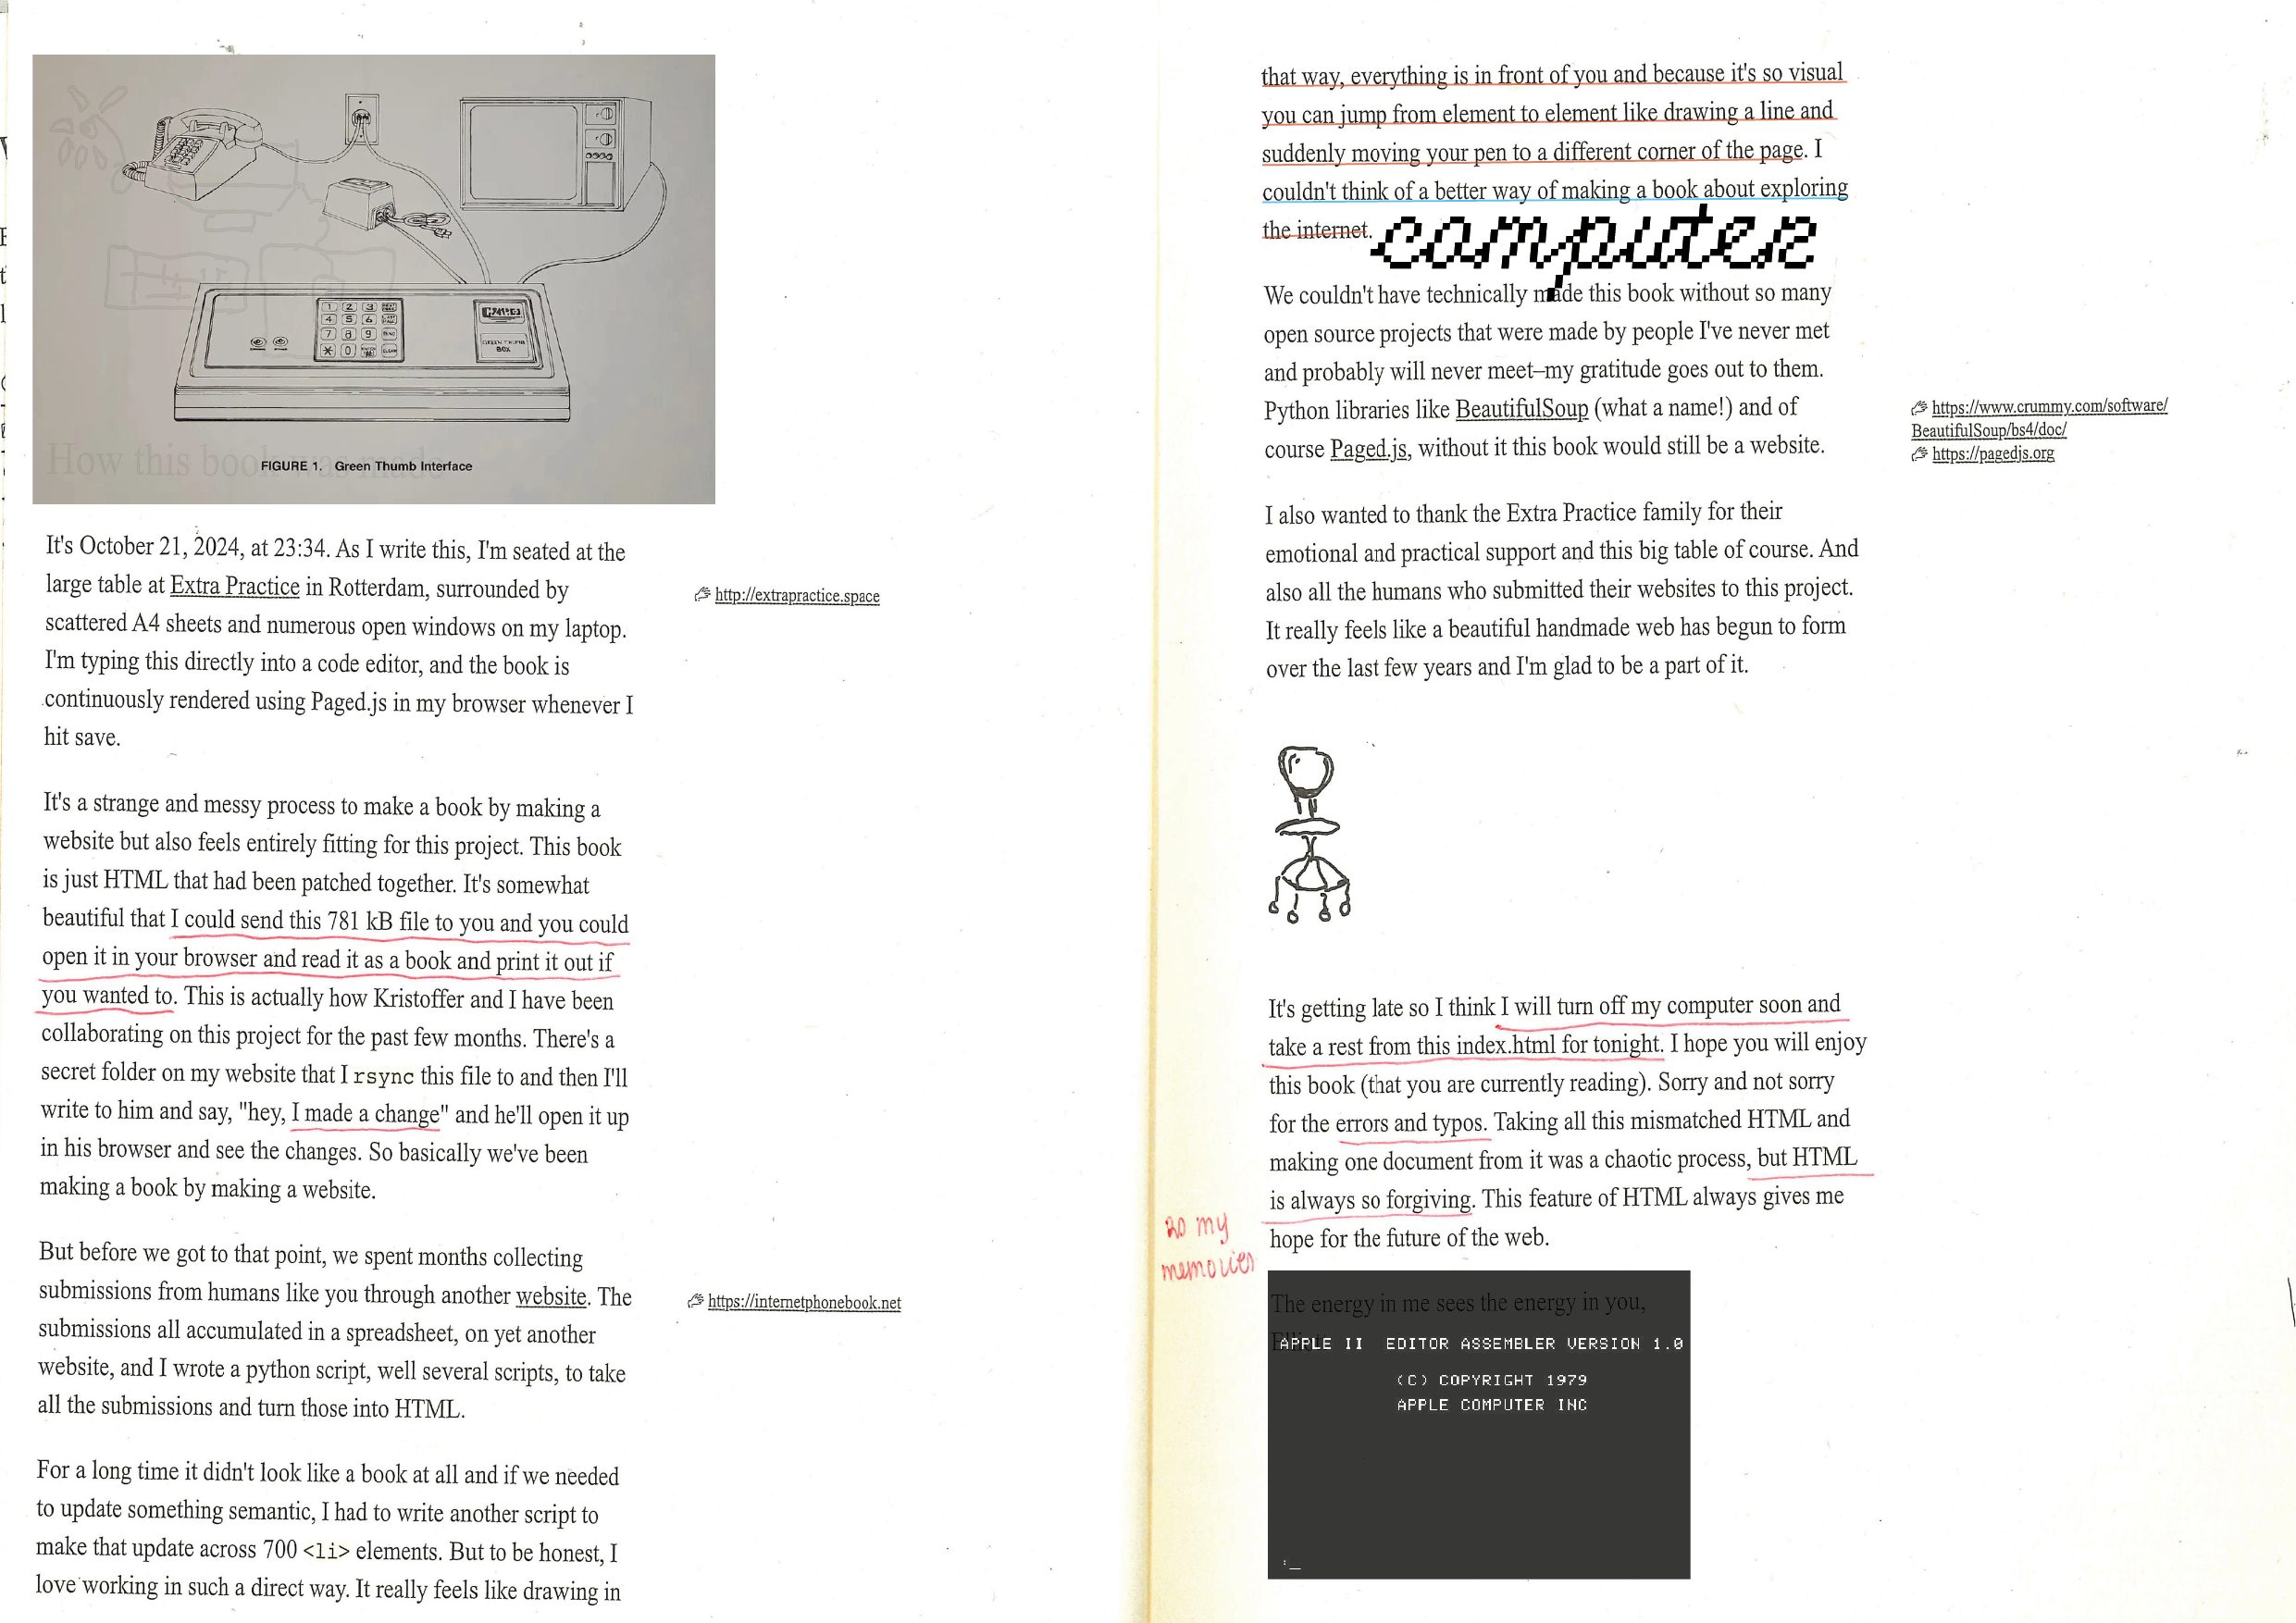 1 2 3
4 5 6
7 8 9 SEND
* 0 CLEAR
GREEN THUMB
BOX
How this book was made
FIGURE 1. Green Thumb Interface
It's October 21, 2024, at 23:34. As I write this, I'm seated at the
large table at Extra Practice in Rotterdam, surrounded by
scattered A4 sheets and numerous open windows on my laptop.
I'm typing this directly into a code editor, and the book is
continuously rendered using Paged.js in my browser whenever I
hit save.
http://extrapractice.space
It's a strange and messy process to make a book by making a
website but also feels entirely fitting for this project. This book
is just HTML that had been patched together. It's somewhat
beautiful that I could send this 781 kB file to you and you could
open it in your browser and read it as a book and print it out if
you wanted to. This is actually how Kristoffer and I have been
collaborating on this project for the past few months. There's a
secret folder on my website that I rsync this file to and then I'll
write to him and say, "hey, I made a change" and he'll open it up
in his browser and see the changes. So basically we've been
making a book by making a website.
But before we got to that point, we spent months collecting
submissions from humans like you through another website. The
submissions all accumulated in a spreadsheet, on yet another
website, and I wrote a python script, well several scripts, to take
all the submissions and turn those into HTML.
https://internetphonebook.net
For a long time it didn't look like a book at all and if we needed
to update something semantic, I had to write another script to
make that update across 700 <li> elements. But to be honest, I
love working in such a direct way. It really feels like drawing in
that way, everything is in front of you and because it's so visual
you can jump from element to element like drawing a line and
suddenly moving your pen to a different corner of the page. I
couldn't think of a better way of making a book about exploring
the internet.
computer
We couldn't have technically made this book without so many
open source projects that were made by people I've never met
and probably will never meet–my gratitude goes out to them.
Python libraries like BeautifulSoup (what a name!) and of
course Paged.js, without it this book would still be a website.
https://www.crummy.com/software/
BeautifulSoup/bs4/doc/
https://pagedjs.org
I also wanted to thank the Extra Practice family for their
emotional and practical support and this big table of course. And
also all the humans who submitted their websites to this project.
It really feels like a beautiful handmade web has begun to form
over the last few years and I'm glad to be a part of it.
It's getting late so I think I will turn off my computer soon and
take a rest from this index.html for tonight. I hope you will enjoy
this book (that you are currently reading). Sorry and not sorry
for the errors and typos. Taking all this mismatched HTML and
making one document from it was a chaotic process, but HTML
is always so forgiving. This feature of HTML always gives me
hope for the future of the web.
so my
memories
The energy in me sees the energy in you,
APPLE II EDITOR ASSEMBLER VERSION 1.0
(C) COPYRIGHT 1979
APPLE COMPUTER INC
:_